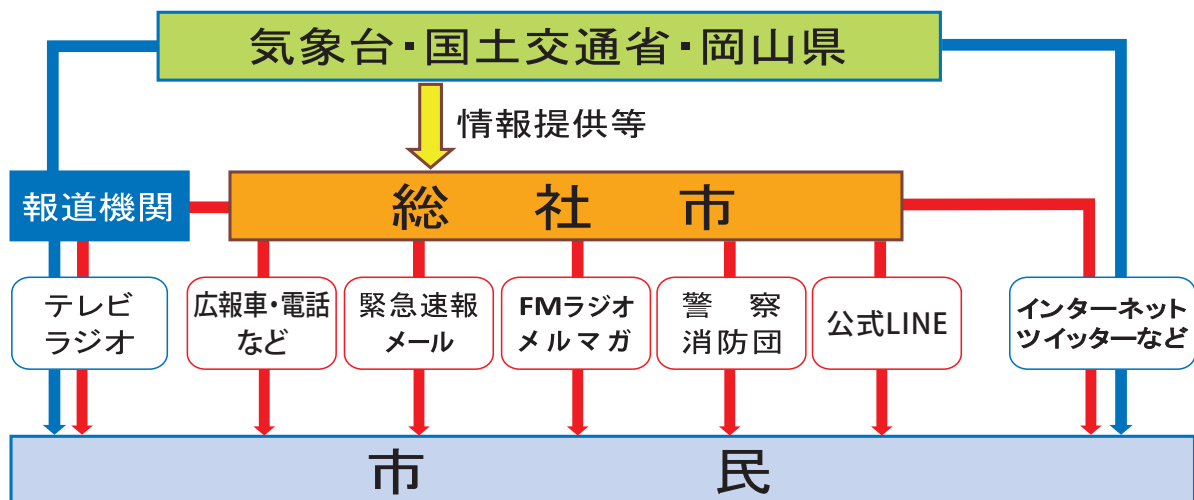 気象台・国土交通省・岡山県
情報提供等
報道機関
総社市
テレビ
ラジオ
広報車・電話
など
緊急速報
メール
FMラジオ
メルマガ
警察
消防団
公式LINE
インターネット
ツイッターなど
市民